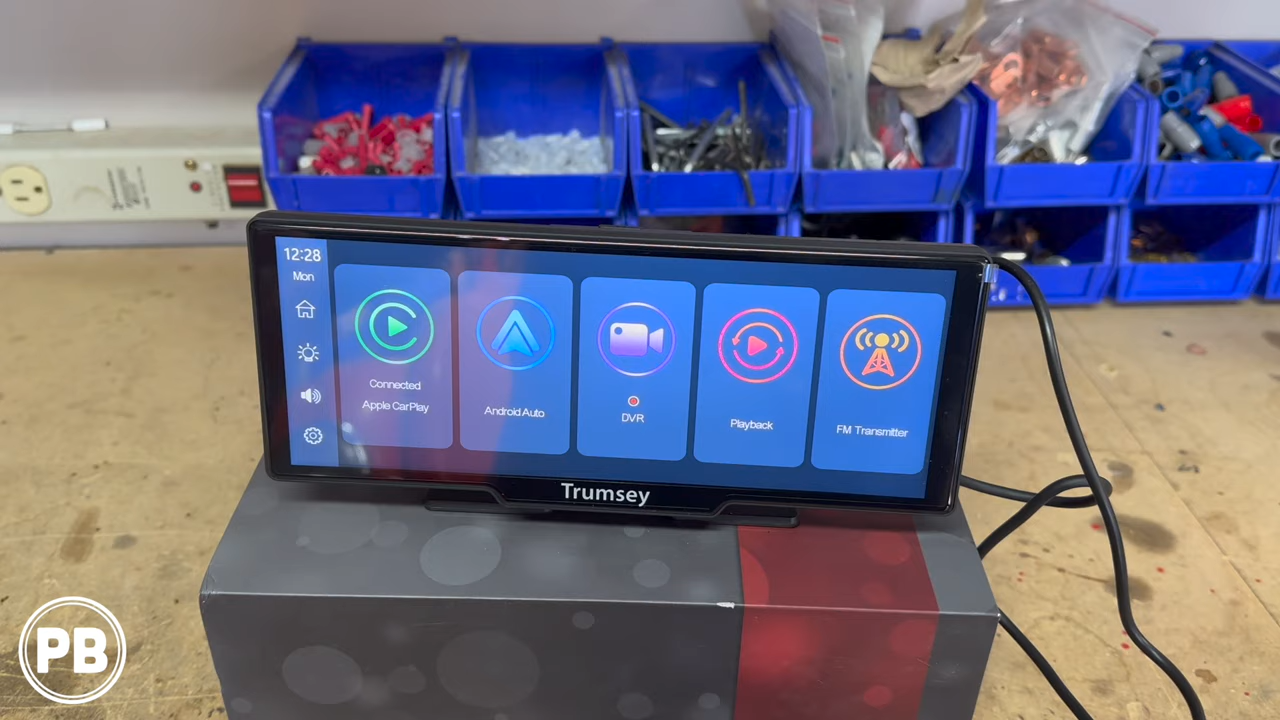 12:28
Mon
Connected
Apple CarPlay
Android Auto
DVR
Playback
FM Transmitter
Trumsey
PB